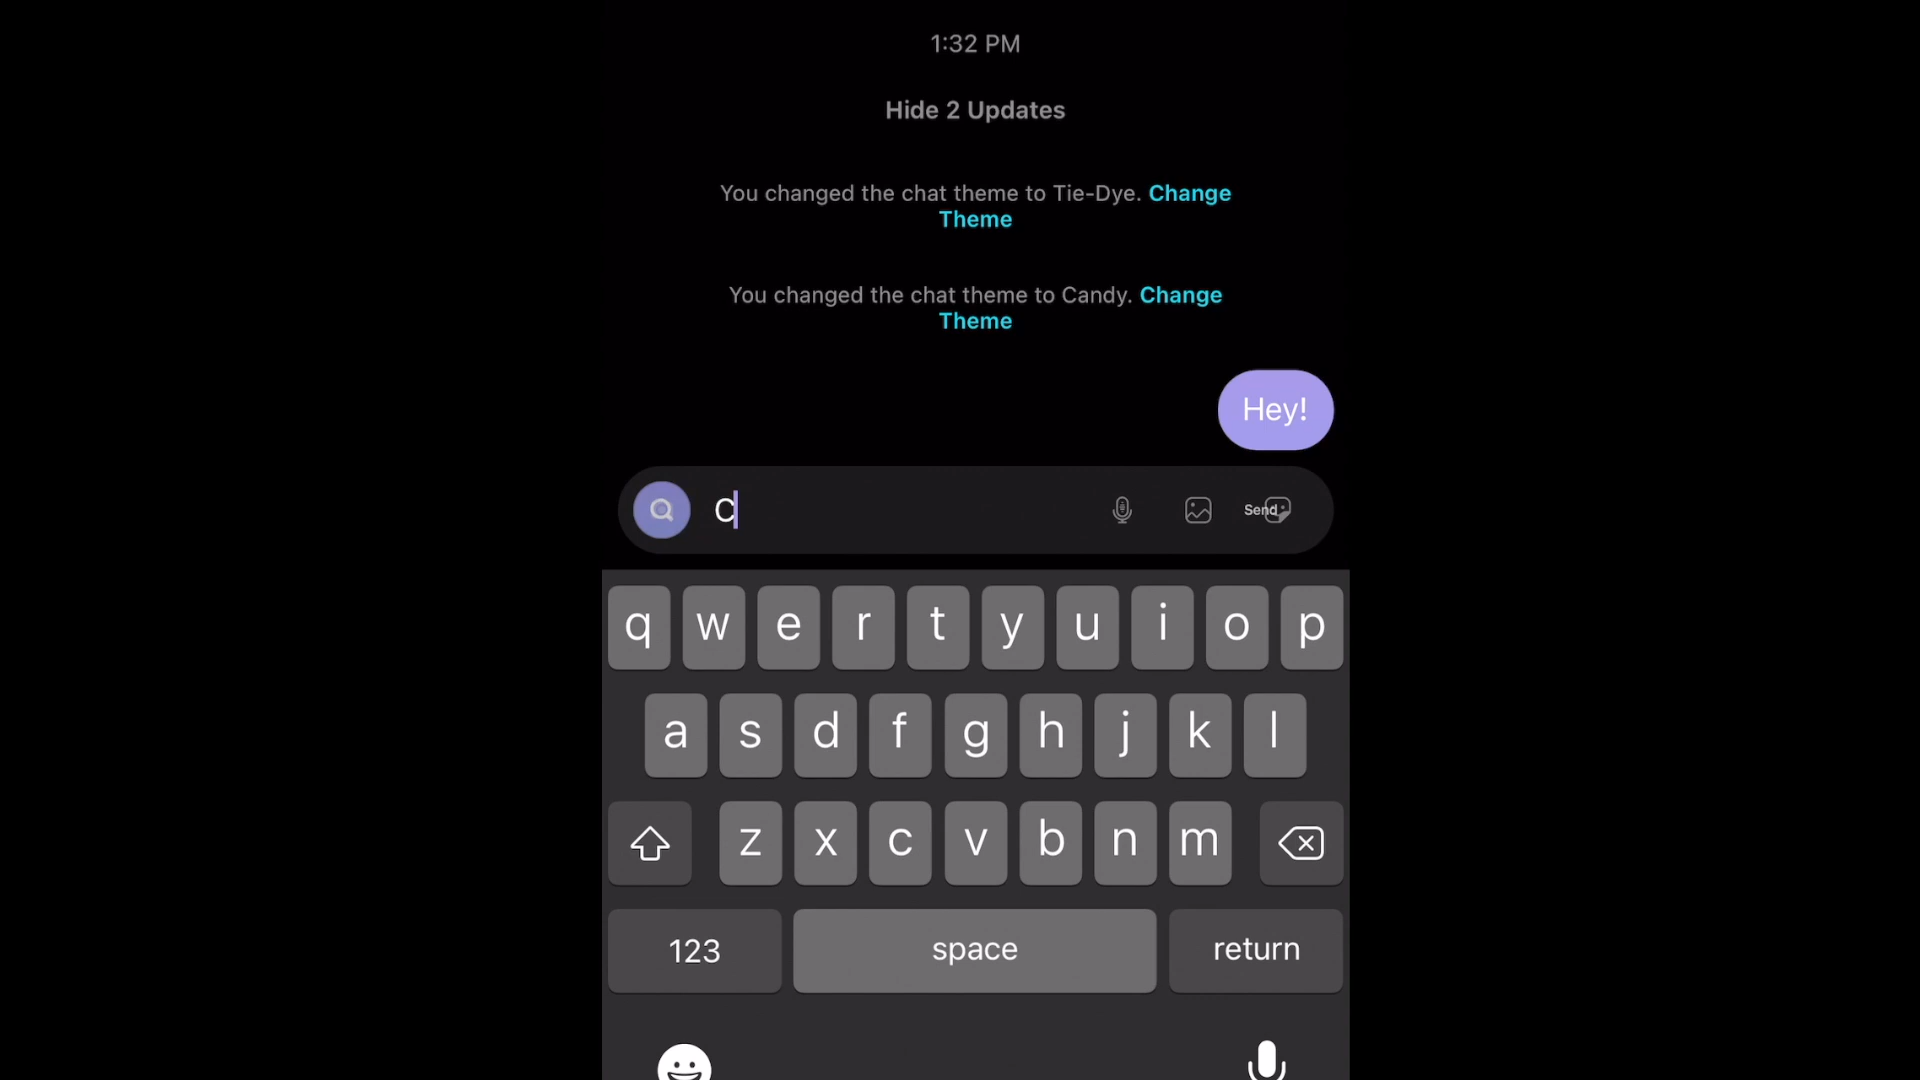 1:32 PM
Hide 2 Updates
You changed the chat theme to Tie-Dye. Change
Theme
You changed the chat theme to Candy. Change
Theme
Hey!
C
Send
q w e r t y u i o p
a s d f g h j k l
z x c v b n m
123 space return